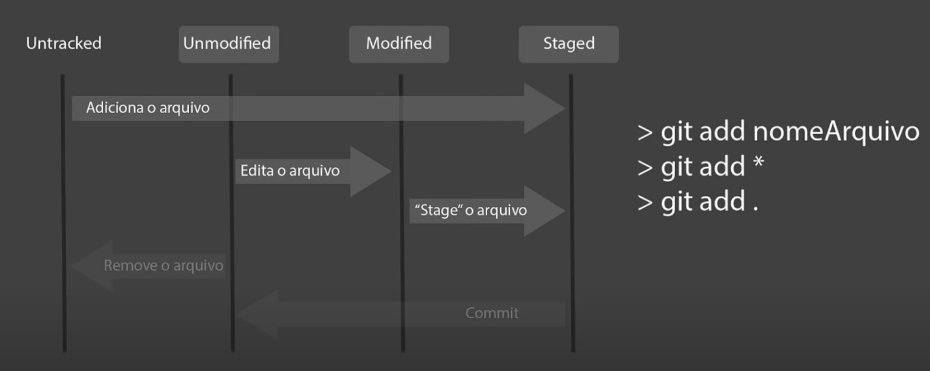 Untracked Unmodified Modified Staged
Adiciona o arquivo
Edita o arquivo
“Stage” o arquivo
Remove o arquivo
Commit
> git add nomeArquivo
> git add *
> git add .